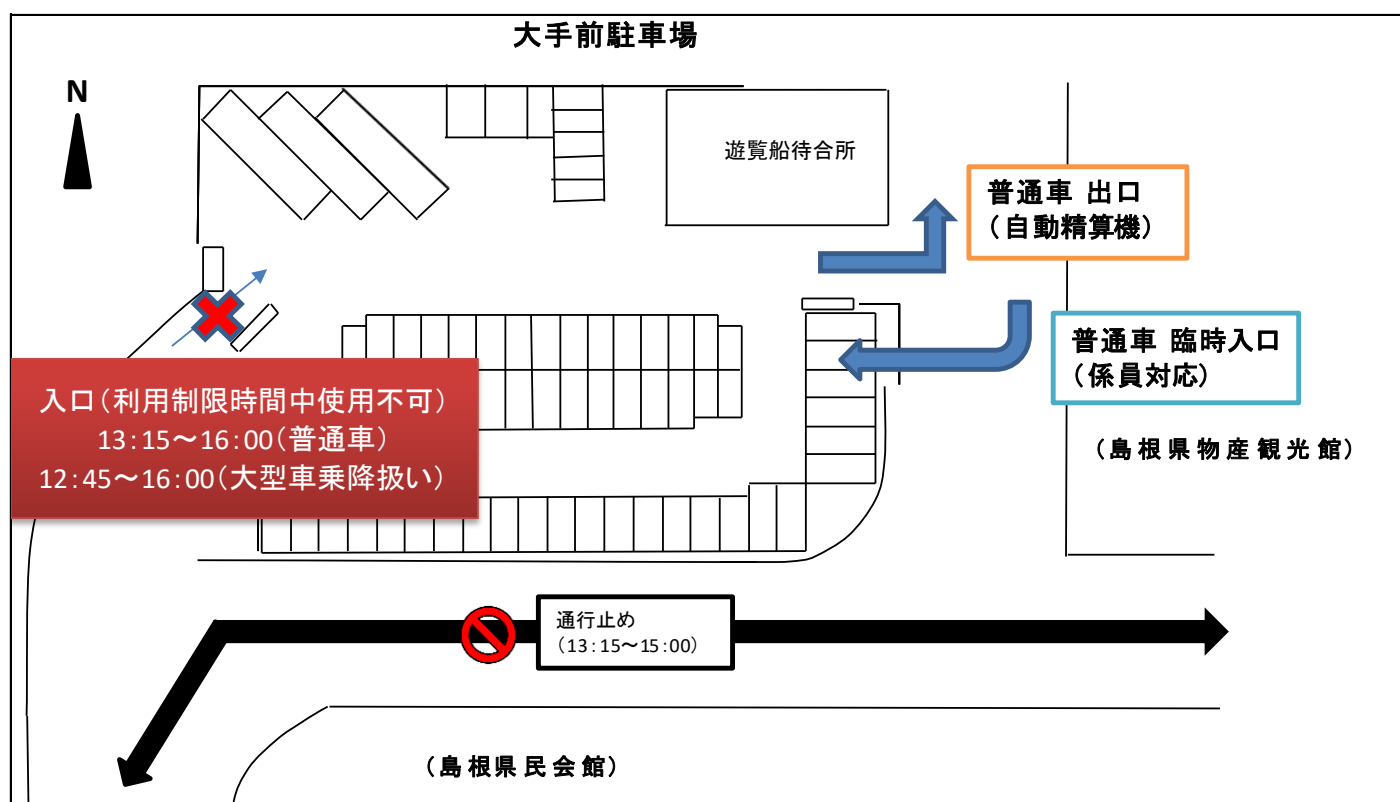 大手前駐車場
N
遊覧船待合所
普通車 出口
(自動精算機)
普通車 臨時入口
(係員対応)
入口(利用制限時間中使用不可)
13:15～16:00(普通車)
12:45～16:00(大型車乗降扱い)
(島根県物産観光館)
通行止め
(13:15～15:00)
(島根県民会館)